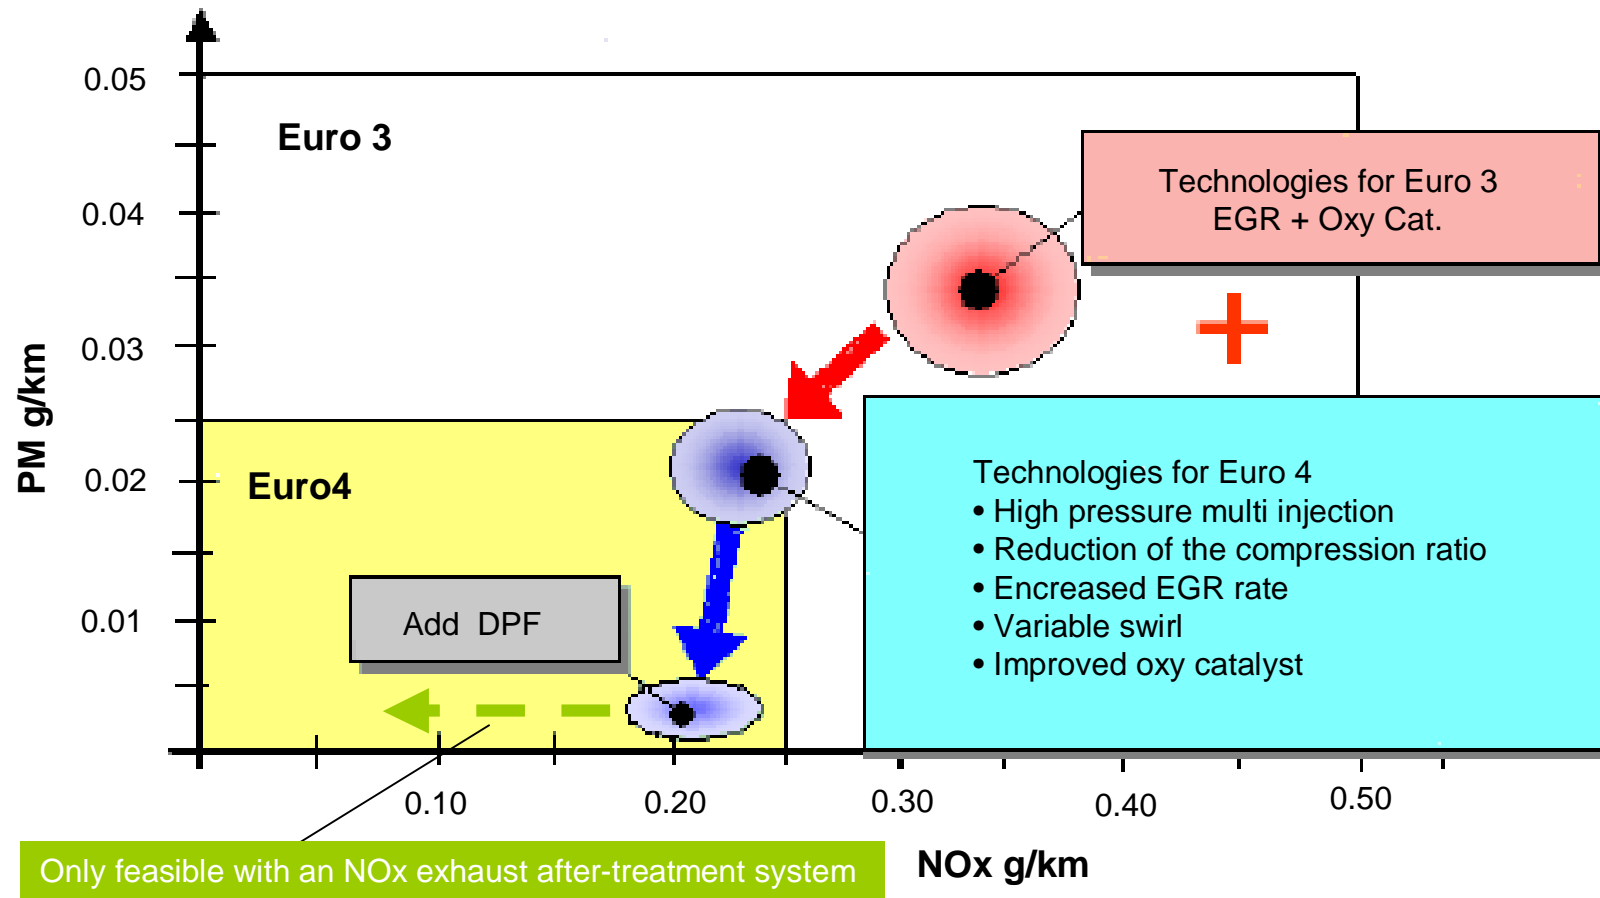 0.05
Euro 3
Technologies for Euro 3
EGR + Oxy Cat.
0.04
0.03
PM g/km
0.02
Euro4
Technologies for Euro 4
• High pressure multi injection
• Reduction of the compression ratio
• Encreased EGR rate
• Variable swirl
• Improved oxy catalyst
Add DPF
0.01
0.10
0.20
0.30
0.40
0.50
Only feasible with an NOx exhaust after-treatment system
NOx g/km